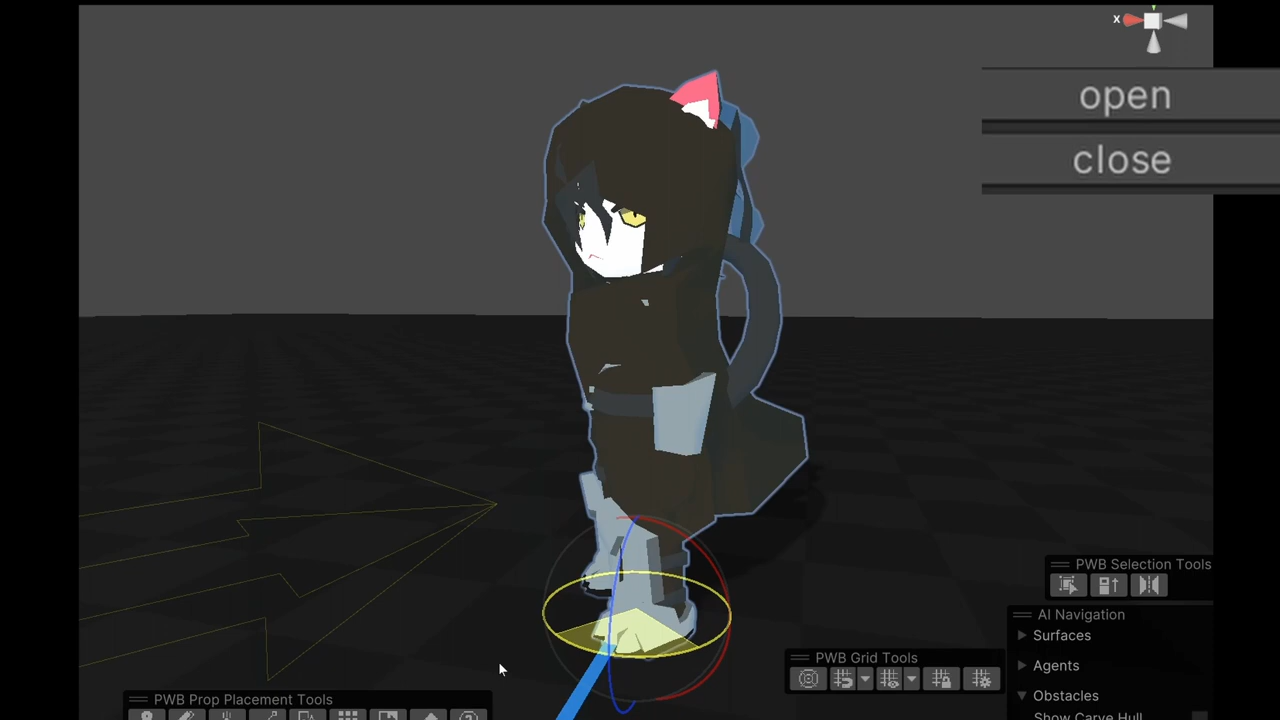 x
open
close
PWB Selection Tools
AI Navigation
Surfaces
PWB Grid Tools
Agents
Obstacles
PWB Prop Placement Tools
Show Carve Hull